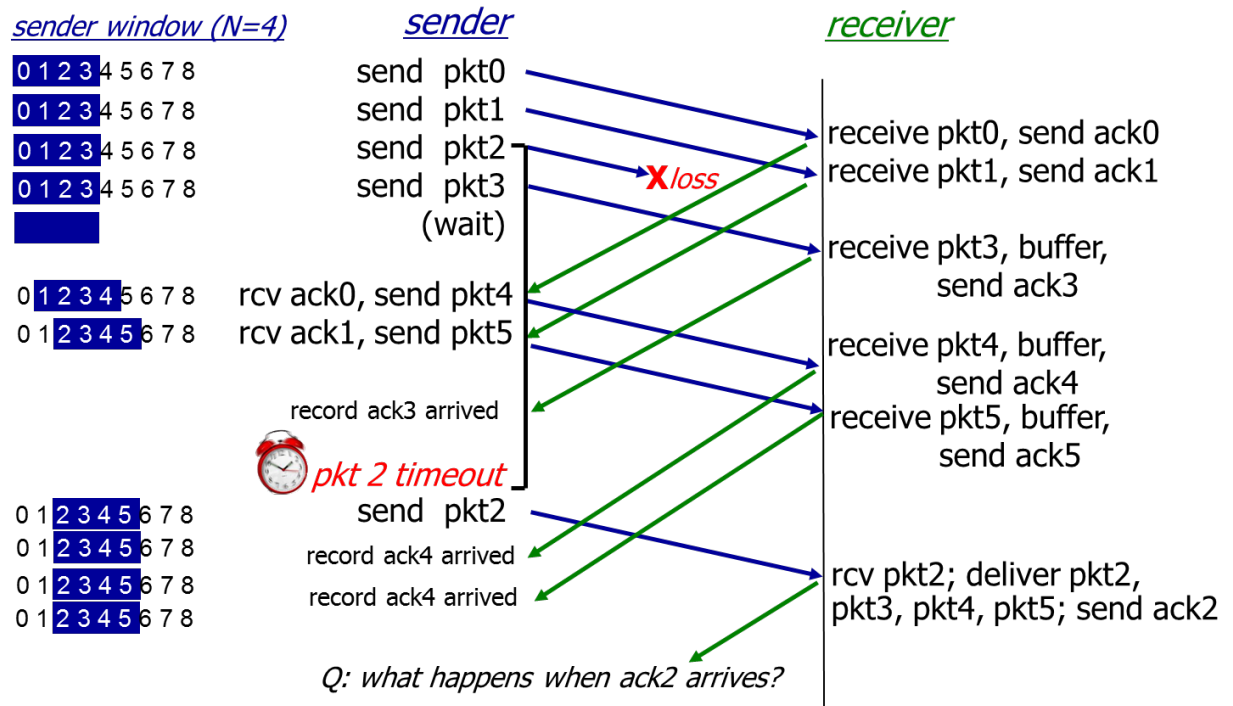 sender window (N=4) sender receiver
0 1 2 3 4 5 6 7 8 send pkt0
0 1 2 3 4 5 6 7 8 send pkt1
receive pkt0, send ack0
0 1 2 3 4 5 6 7 8 send pkt2
X loss
receive pkt1, send ack1
0 1 2 3 4 5 6 7 8 send pkt3
(wait)
receive pkt3, buffer,
send ack3
0 1 2 3 4 5 6 7 8 rcv ack0, send pkt4
0 1 2 3 4 5 6 7 8 rcv ack1, send pkt5
receive pkt4, buffer,
send ack4
record ack3 arrived
receive pkt5, buffer,
send ack5
pkt 2 timeout
0 1 2 3 4 5 6 7 8 send pkt2
0 1 2 3 4 5 6 7 8 record ack4 arrived
0 1 2 3 4 5 6 7 8 record ack4 arrived
0 1 2 3 4 5 6 7 8
rcv pkt2; deliver pkt2,
pkt3, pkt4, pkt5; send ack2
Q: what happens when ack2 arrives?